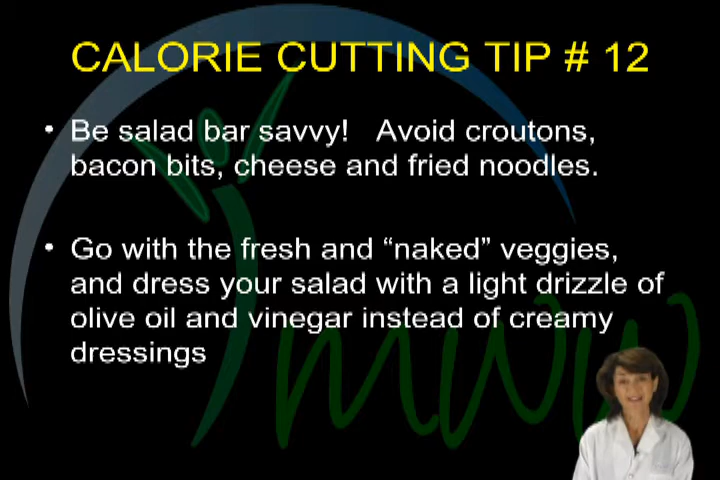 CALORIE CUTTING TIP # 12
• Be salad bar savvy! Avoid croutons,
bacon bits, cheese and fried noodles.
• Go with the fresh and “naked” veggies,
and dress your salad with a light drizzle of
olive oil and vinegar instead of creamy
dressings
mww